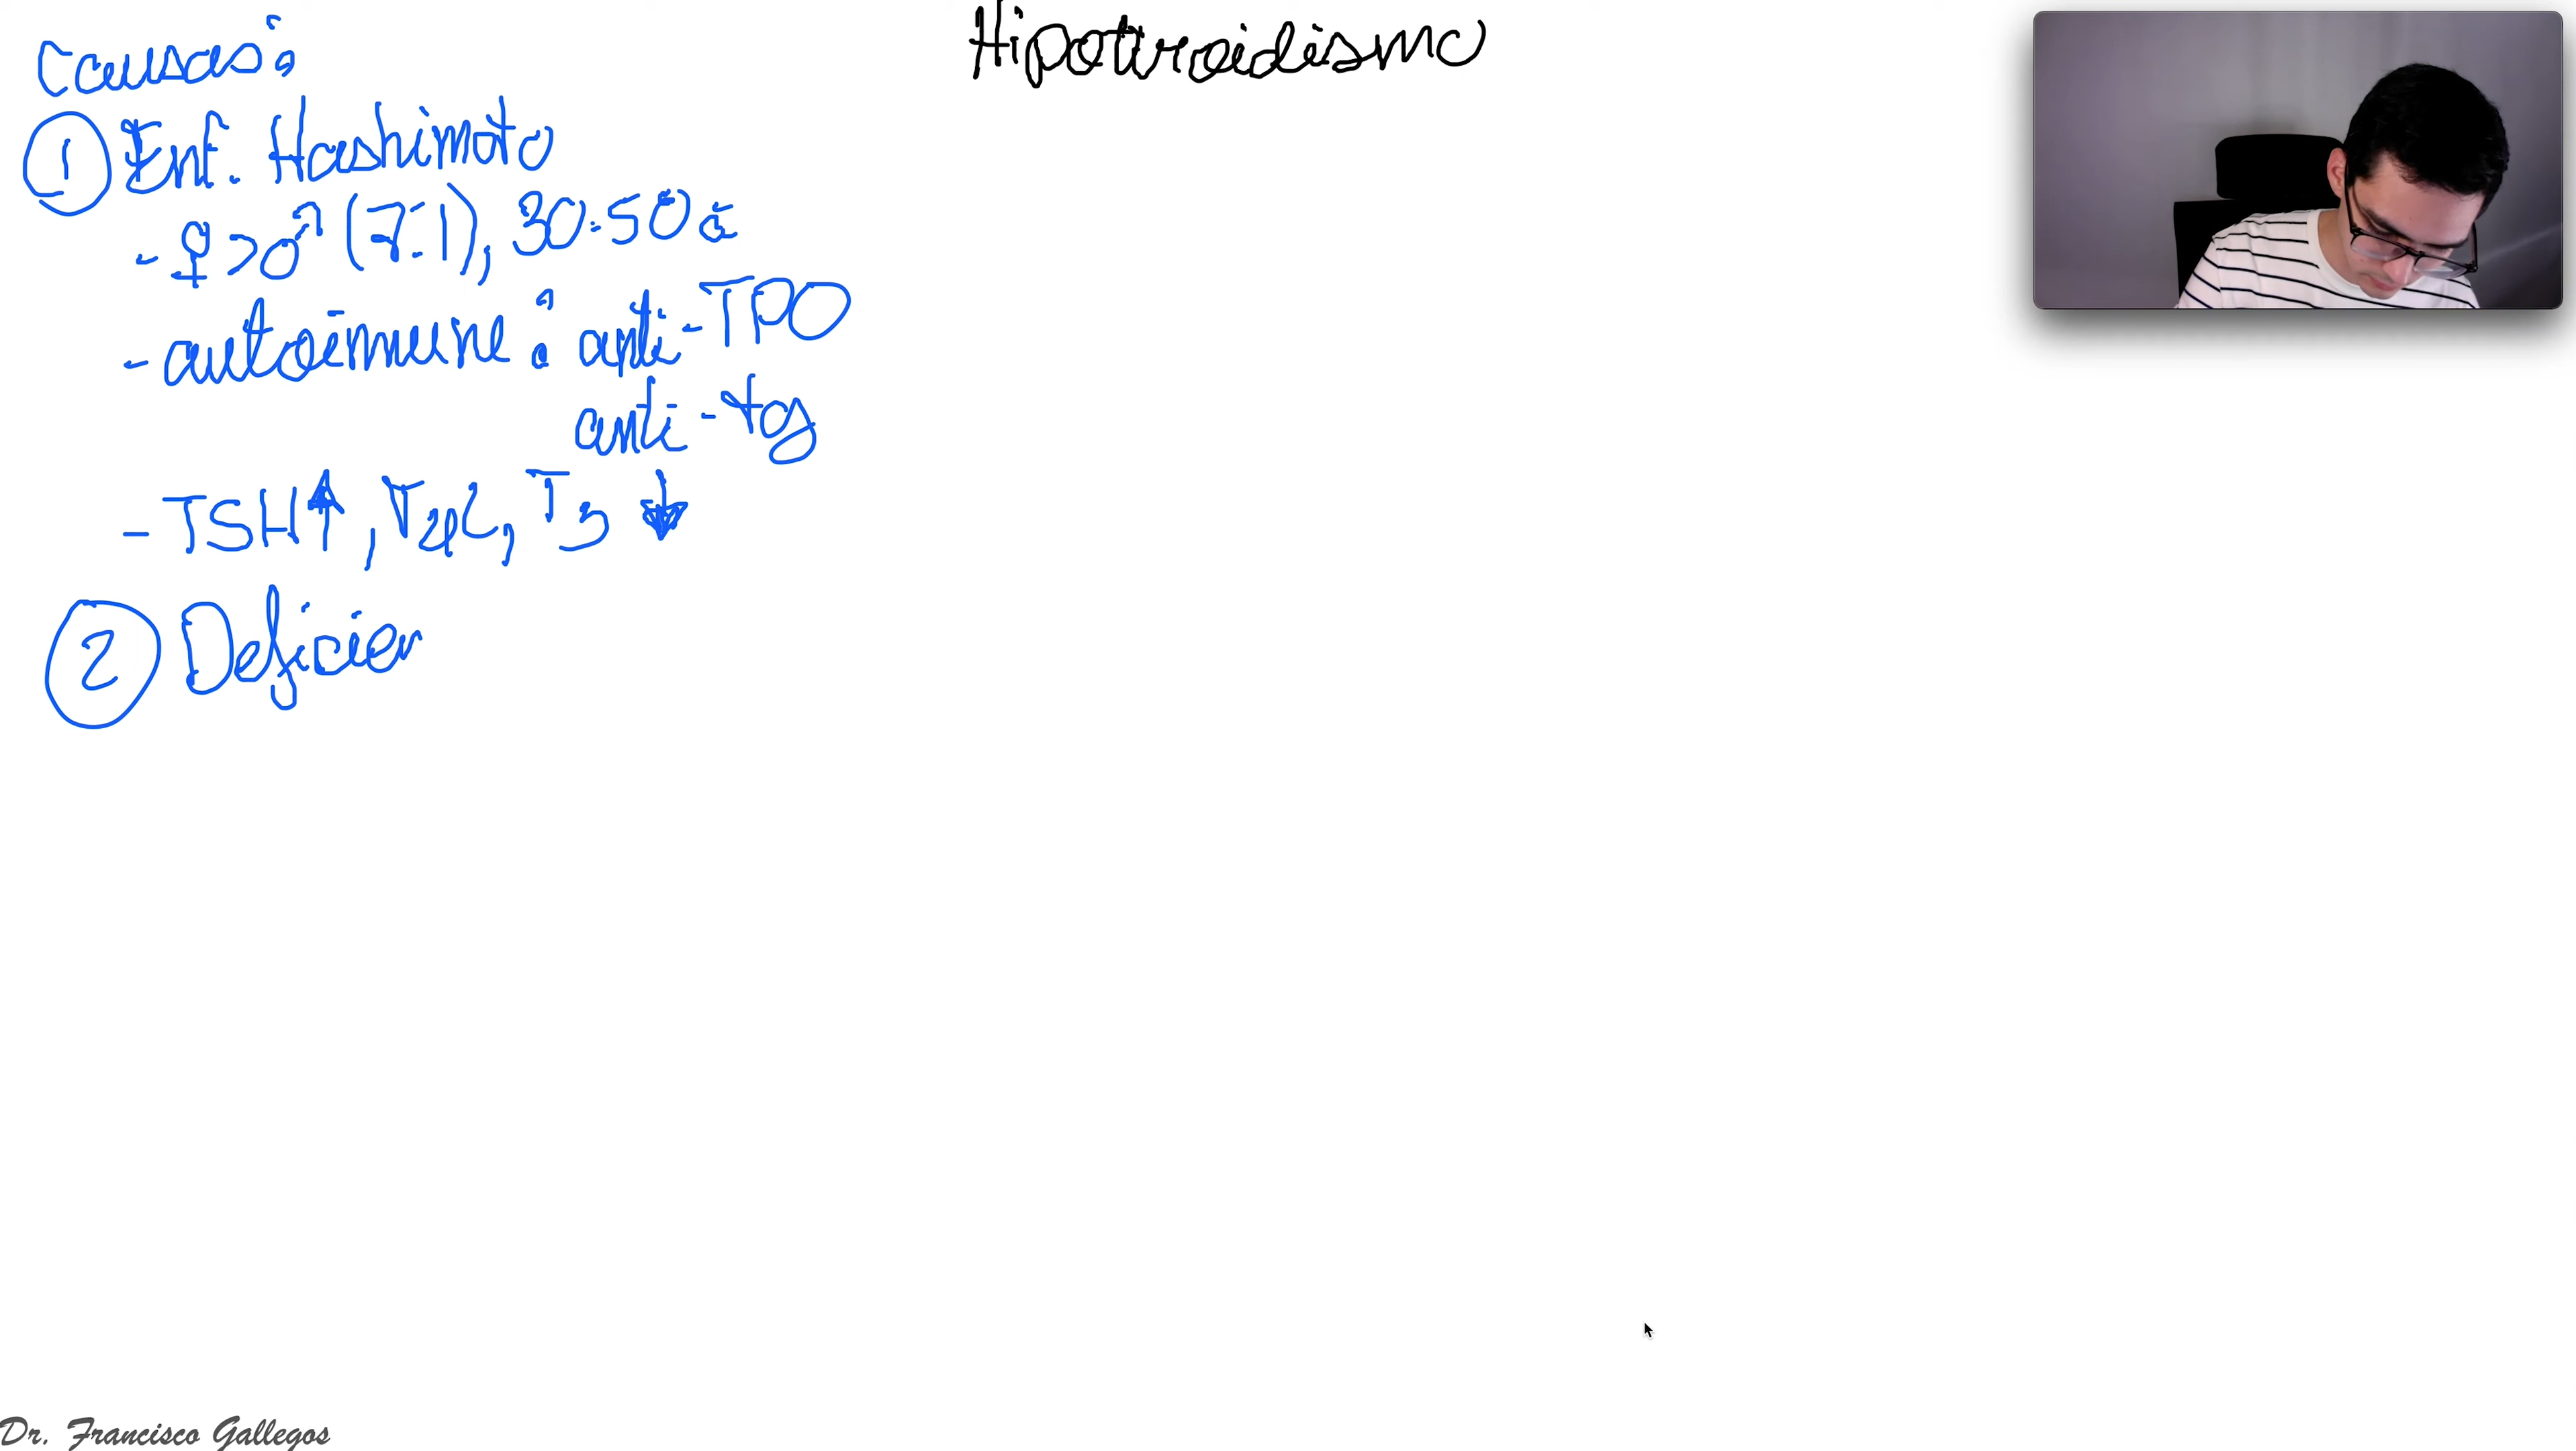 Hipotiroidismo
Causas:
1 Enf. Hashimoto
- ♀ > ♂ (7:1), 30-50 a
- autoinmune: anti-TPO
anti-tg
- TSH↑, T4L, T3 ↓
2 Deficien
Dr. Francisco Gallegos